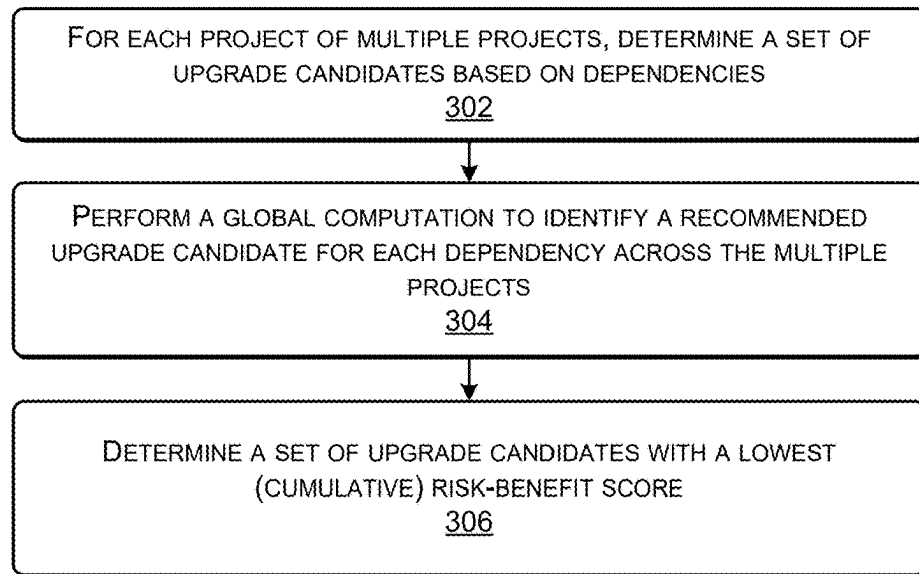 FOR EACH PROJECT OF MULTIPLE PROJECTS, DETERMINE A SET OF
UPGRADE CANDIDATES BASED ON DEPENDENCIES
302
PERFORM A GLOBAL COMPUTATION TO IDENTIFY A RECOMMENDED
UPGRADE CANDIDATE FOR EACH DEPENDENCY ACROSS THE MULTIPLE
PROJECTS
304
DETERMINE A SET OF UPGRADE CANDIDATES WITH A LOWEST
(CUMULATIVE) RISK-BENEFIT SCORE
306